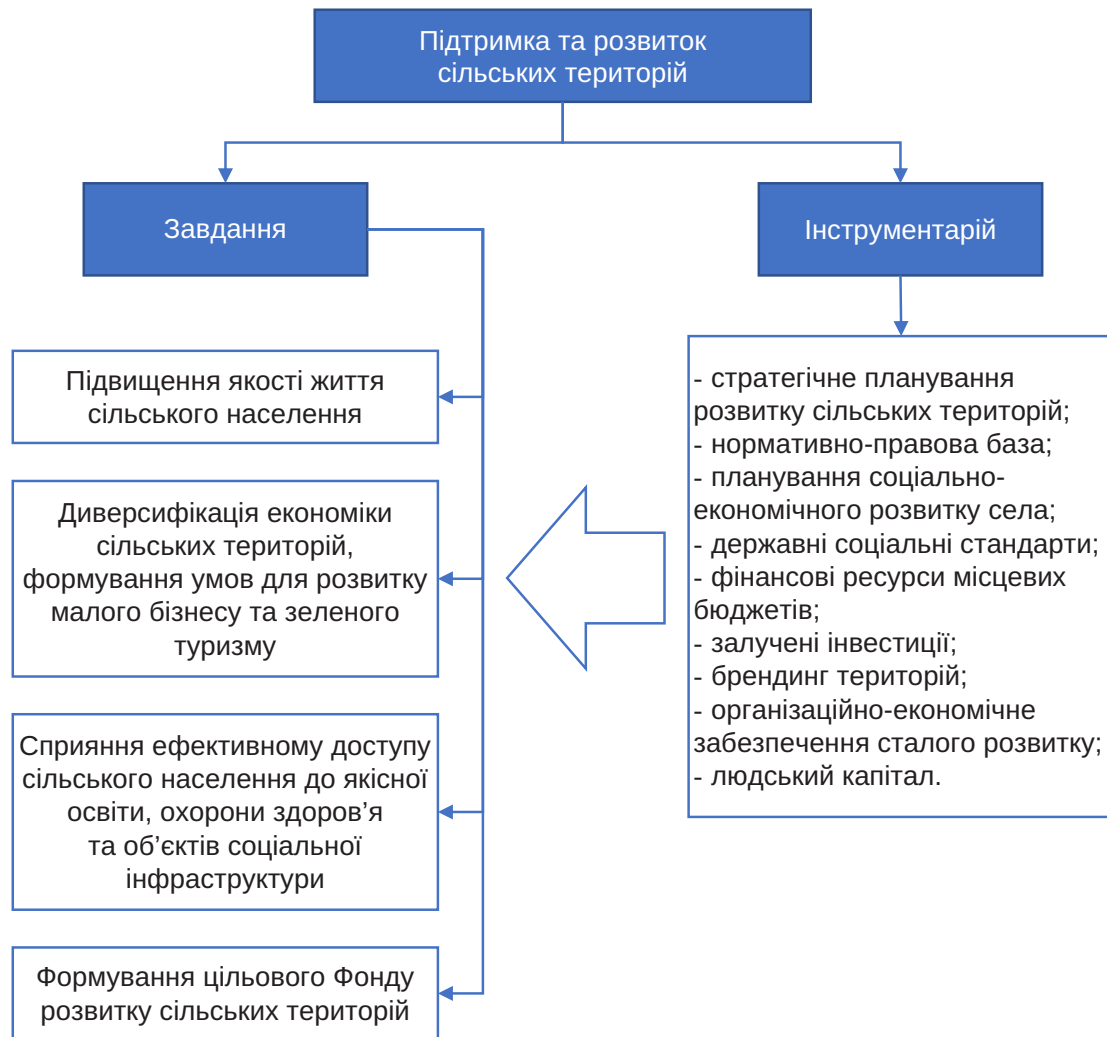 Підтримка та розвиток
сільських територій
Завдання
Інструментарій
Підвищення якості життя
сільського населення
Диверсифікація економіки
сільських територій,
формування умов для розвитку
малого бізнесу та зеленого
туризму
Сприяння ефективному доступу
сільського населення до якісної
освіти, охорони здоров’я
та об’єктів соціальної
інфраструктури
Формування цільового Фонду
розвитку сільських територій
- стратегічне планування
розвитку сільських територій;
- нормативно-правова база;
- планування соціально-
економічного розвитку села;
- державні соціальні стандарти;
- фінансові ресурси місцевих
бюджетів;
- залучені інвестиції;
- брендинг територій;
- організаційно-економічне
забезпечення сталого розвитку;
- людський капітал.